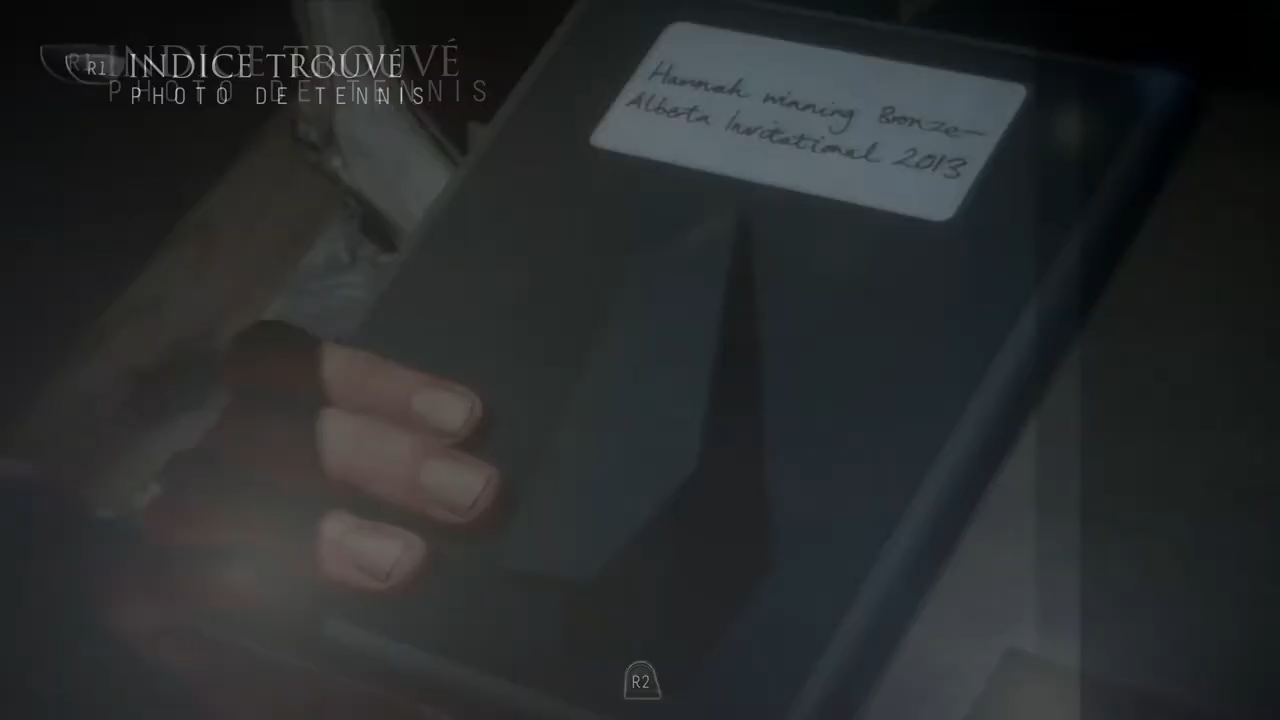 R1 INDICE TROUVÉ
PHOTO DE TENNIS
Hannah winning Bronze—
Alberta Invitational 2013
R2